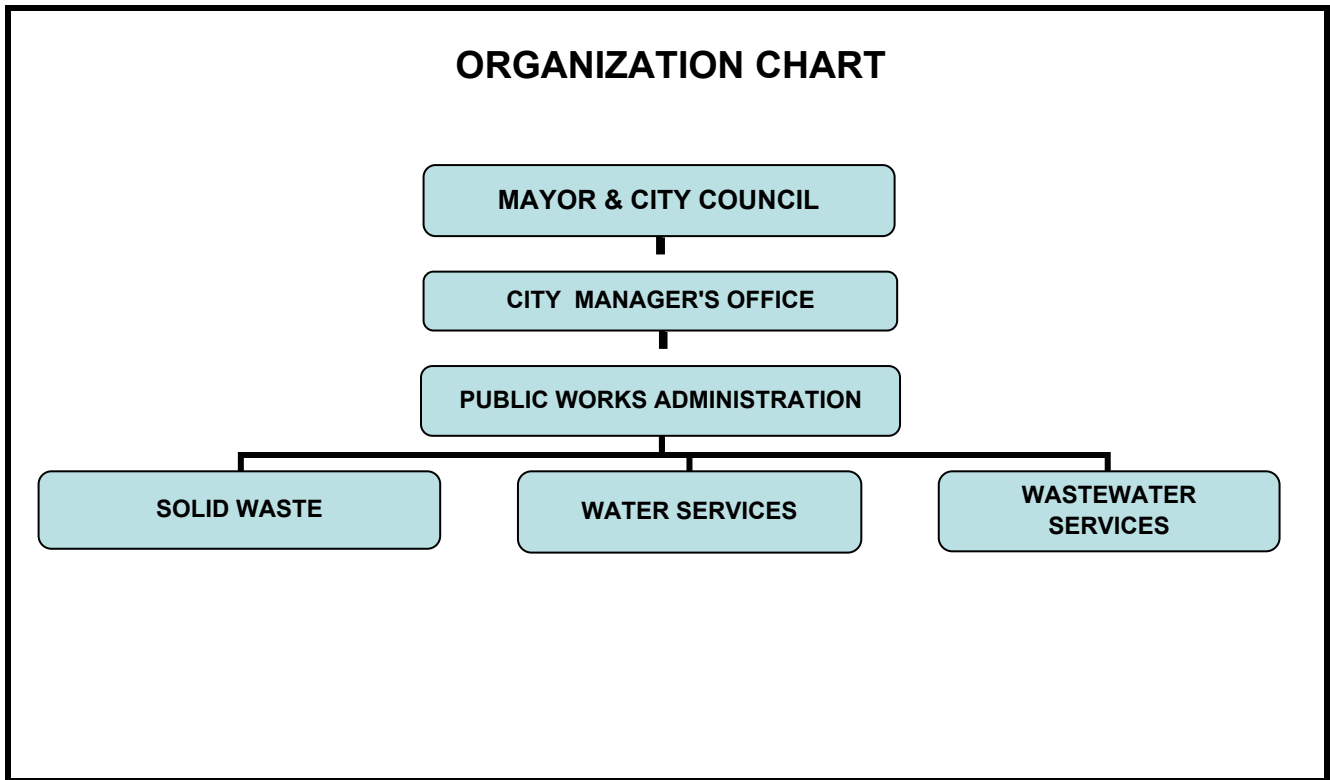 ORGANIZATION CHART
MAYOR & CITY COUNCIL
CITY  MANAGER'S OFFICE
PUBLIC WORKS ADMINISTRATION
SOLID WASTE
WATER SERVICES
WASTEWATER
SERVICES